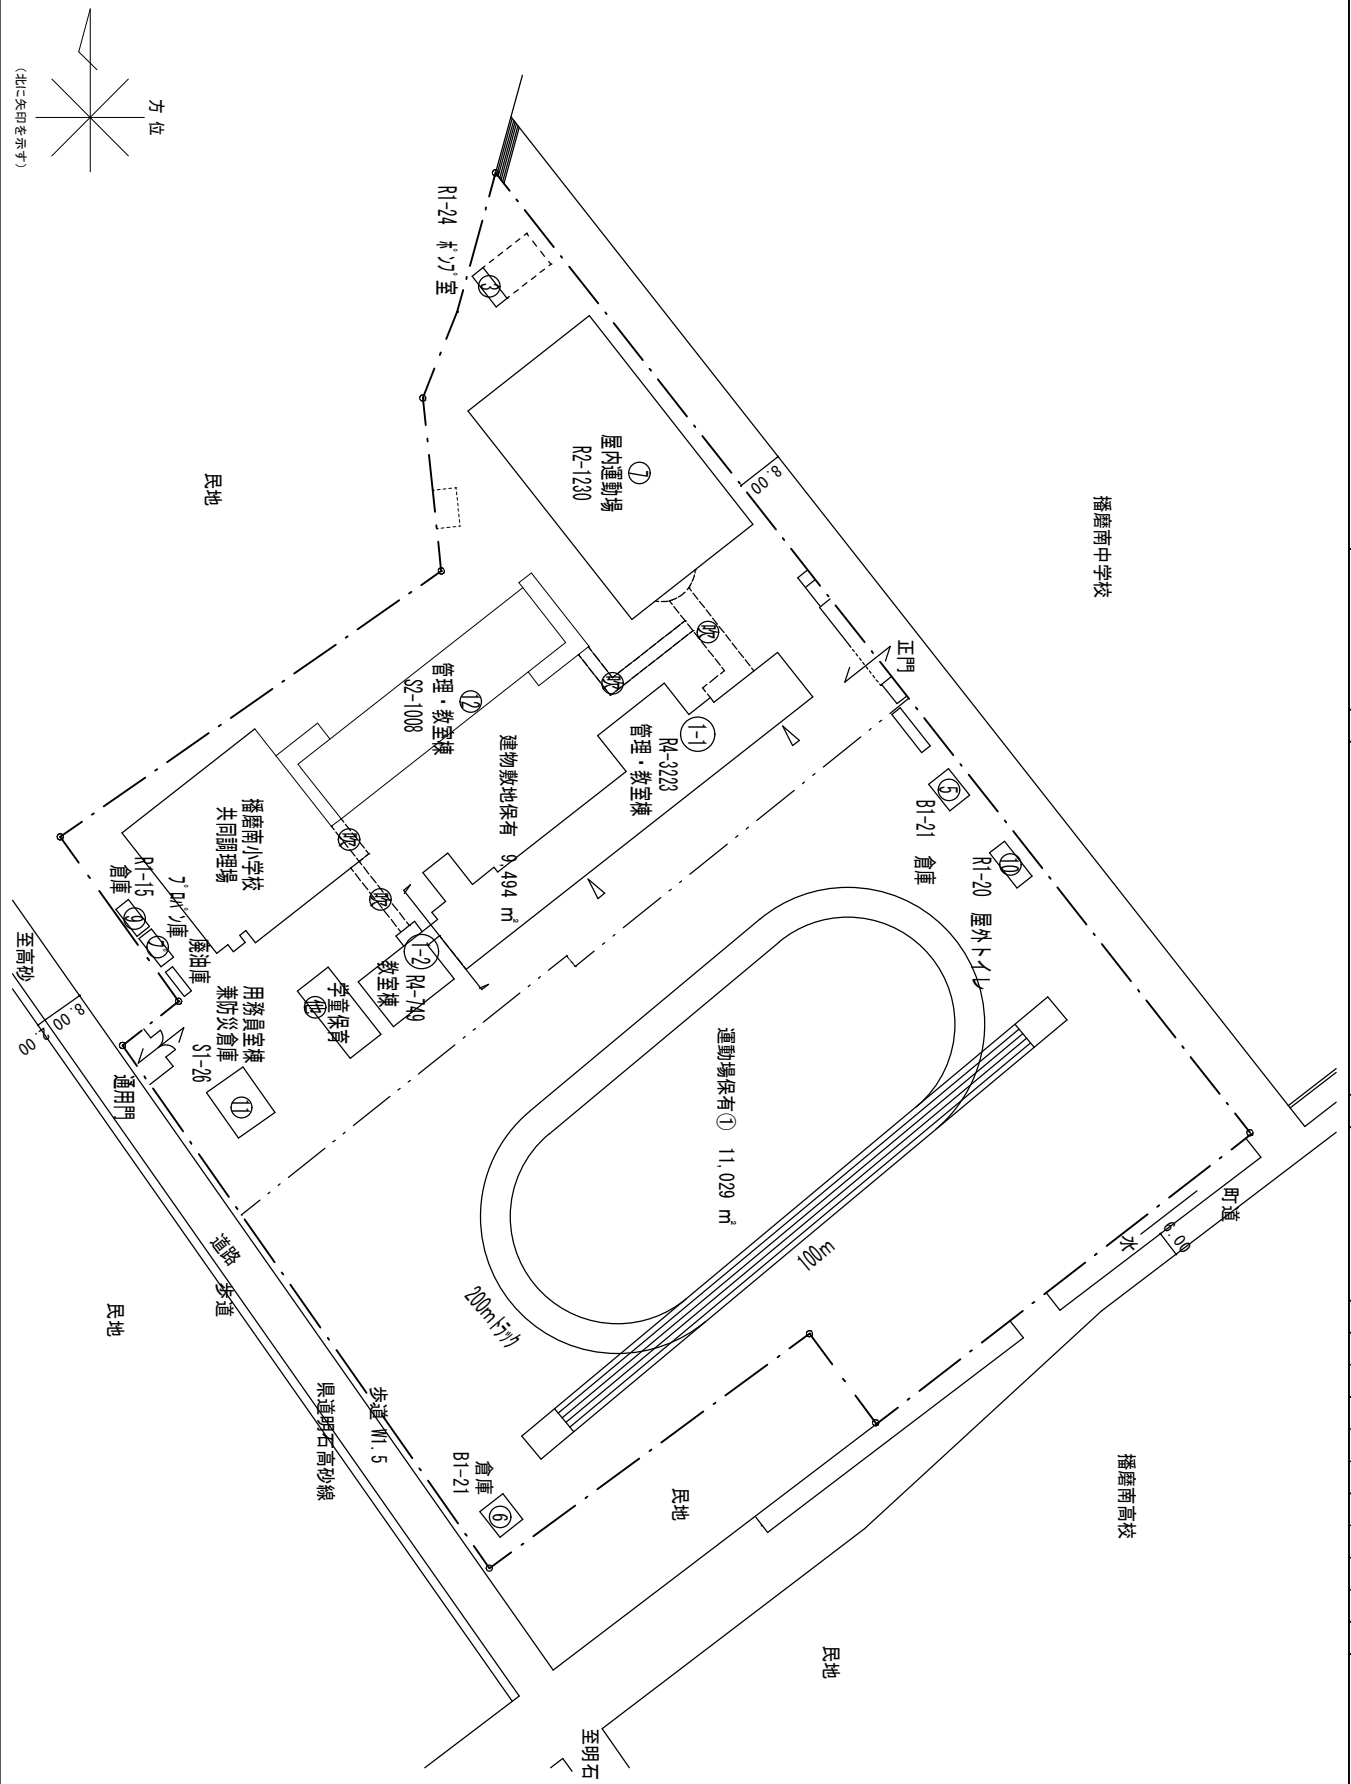 方位
(北に矢印を示す)
R1-24 ポンプ室
③
民地
⑦
屋内運動場
R2-1230
8.00
播磨南中学校
正門
吹
吹
1-1
R4-3223
管理・教室棟
⑫
管理・教室棟
S2-1008
建物敷地保有 9,494 ㎡
⑤
B1-21 倉庫
⑩
R1-20 屋外トイレ
播磨南小学校
共同調理場
吹
吹
1-2
R4-749
教室棟
学童保育
R1-15
倉庫
⑨
プロパン庫
廃油庫
用務員室棟
兼防災倉庫
S1-26
⑪
通用門
至高砂
8.00
2.00
運動場保有① 11,029 ㎡
200mトラック
100m
町道
6.00
水
道路
歩道
民地
歩道 W1.5
県道明石高砂線
倉庫
B1-21
⑥
民地
播磨南高校
民地
至明石